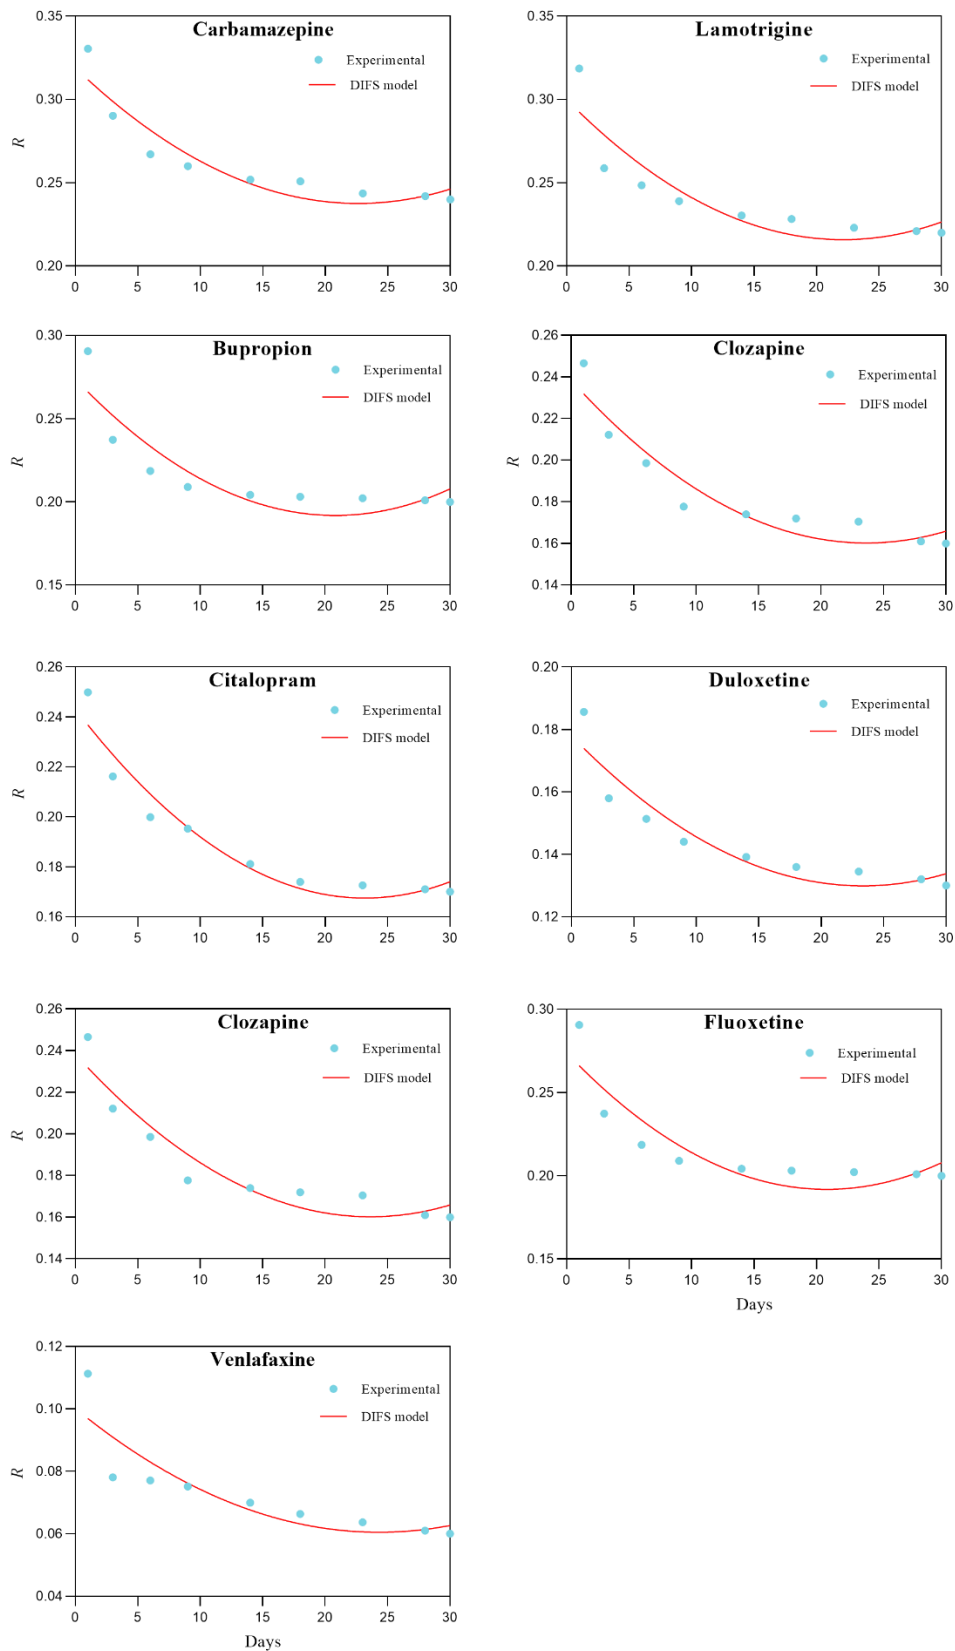 Carbamazepine
Experimental
DIFS model
R
0.35
0.30
0.25
0.20
0 5 10 15 20 25 30
Lamotrigine
Experimental
DIFS model
0.35
0.30
0.25
0.20
0 5 10 15 20 25 30
Bupropion
Experimental
DIFS model
R
0.30
0.25
0.20
0.15
0 5 10 15 20 25 30
Clozapine
Experimental
DIFS model
R
0.26
0.24
0.22
0.20
0.18
0.16
0.14
0 5 10 15 20 25 30
Citalopram
Experimental
DIFS model
R
0.26
0.24
0.22
0.20
0.18
0.16
0 5 10 15 20 25 30
Duloxetine
Experimental
DIFS model
0.20
0.18
0.16
0.14
0.12
0 5 10 15 20 25 30
Clozapine
Experimental
DIFS model
R
0.26
0.24
0.22
0.20
0.18
0.16
0.14
0 5 10 15 20 25 30
Fluoxetine
Experimental
DIFS model
0.30
0.25
0.20
0.15
0 5 10 15 20 25 30
Days
Venlafaxine
Experimental
DIFS model
R
0.12
0.10
0.08
0.06
0.04
0 5 10 15 20 25 30
Days